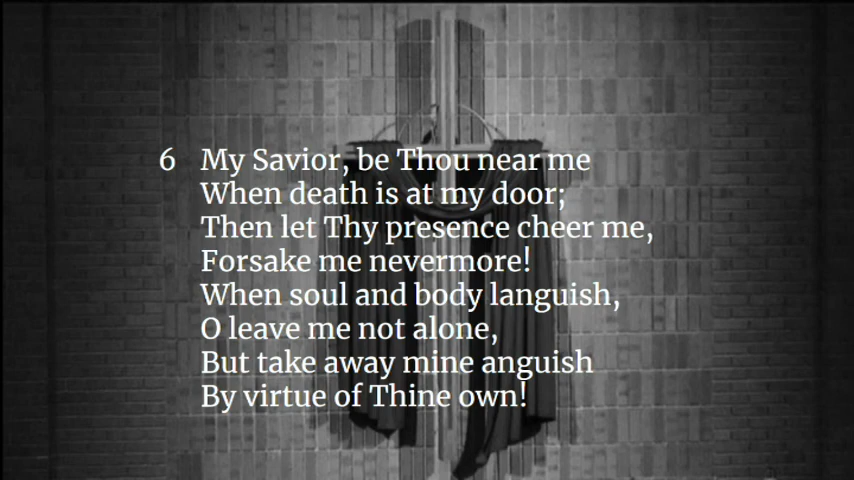 6 My Savior, be Thou near me
When death is at my door;
Then let Thy presence cheer me,
Forsake me nevermore!
When soul and body languish,
O leave me not alone,
But take away mine anguish
By virtue of Thine own!